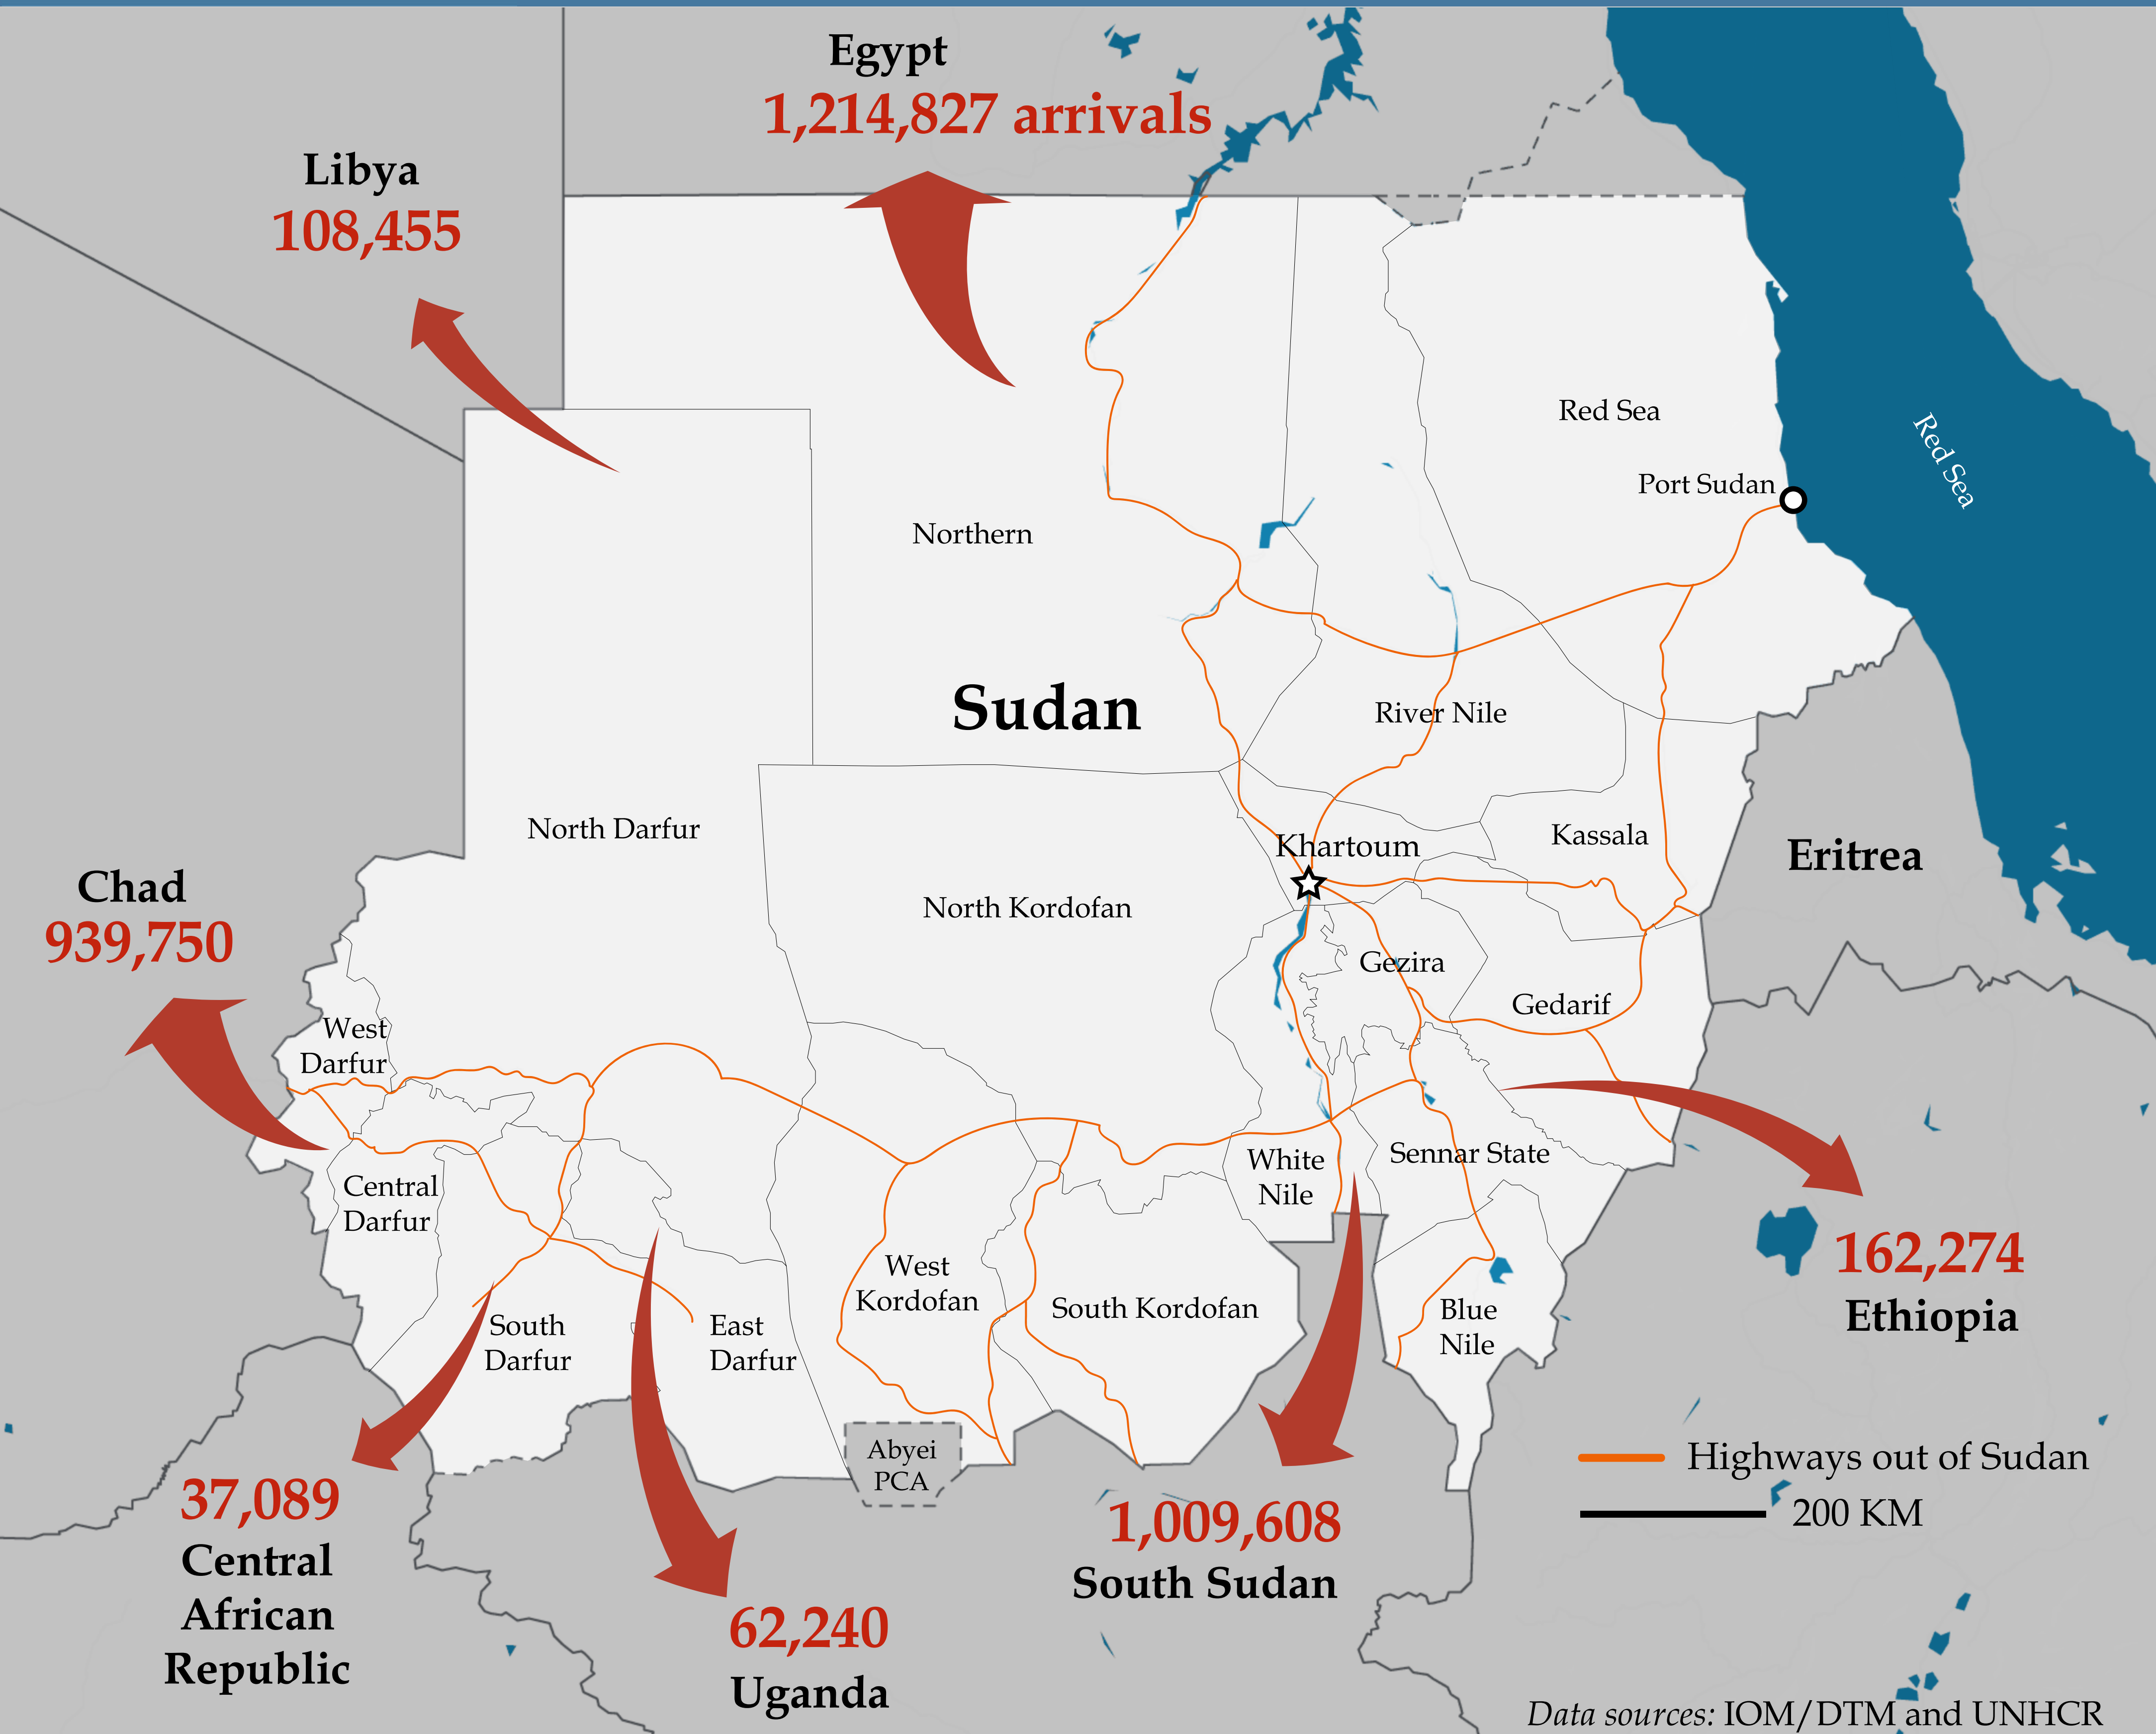 Egypt
1,214,827 arrivals
Libya
108,455
Red Sea
Red Sea
Port Sudan
Northern
Sudan
River Nile
North Darfur
Khartoum
Kassala
Eritrea
Chad
939,750
North Kordofan
Gezira
Gedarif
West
Darfur
Central
Darfur
White
Nile
Sennar State
162,274
Ethiopia
West
Kordofan
South Kordofan
Blue
Nile
South
Darfur
East
Darfur
Abyei
PCA
Highways out of Sudan
200 KM
37,089
Central
African
Republic
1,009,608
South Sudan
62,240
Uganda
Data sources: IOM/DTM and UNHCR